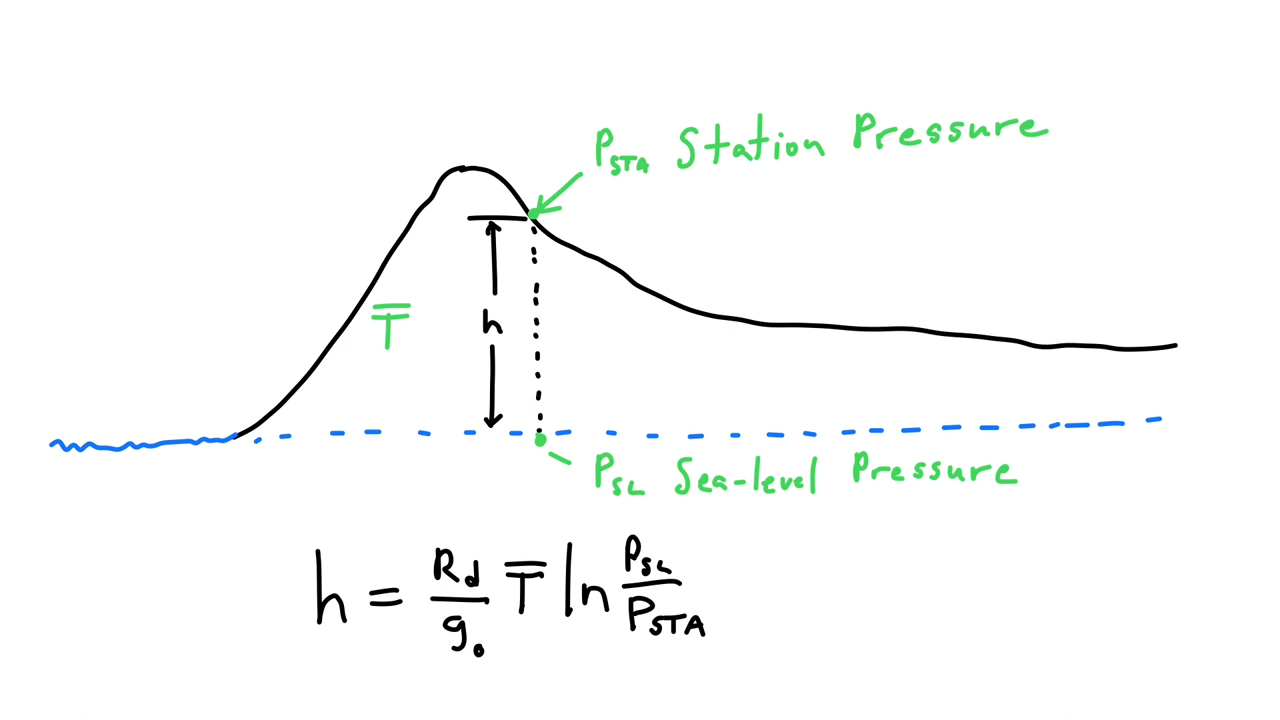 P_STA Station Pressure
T̅
h
P_SL Sea-level Pressure
h = R_d/g_0 T̅ ln P_SL/P_STA